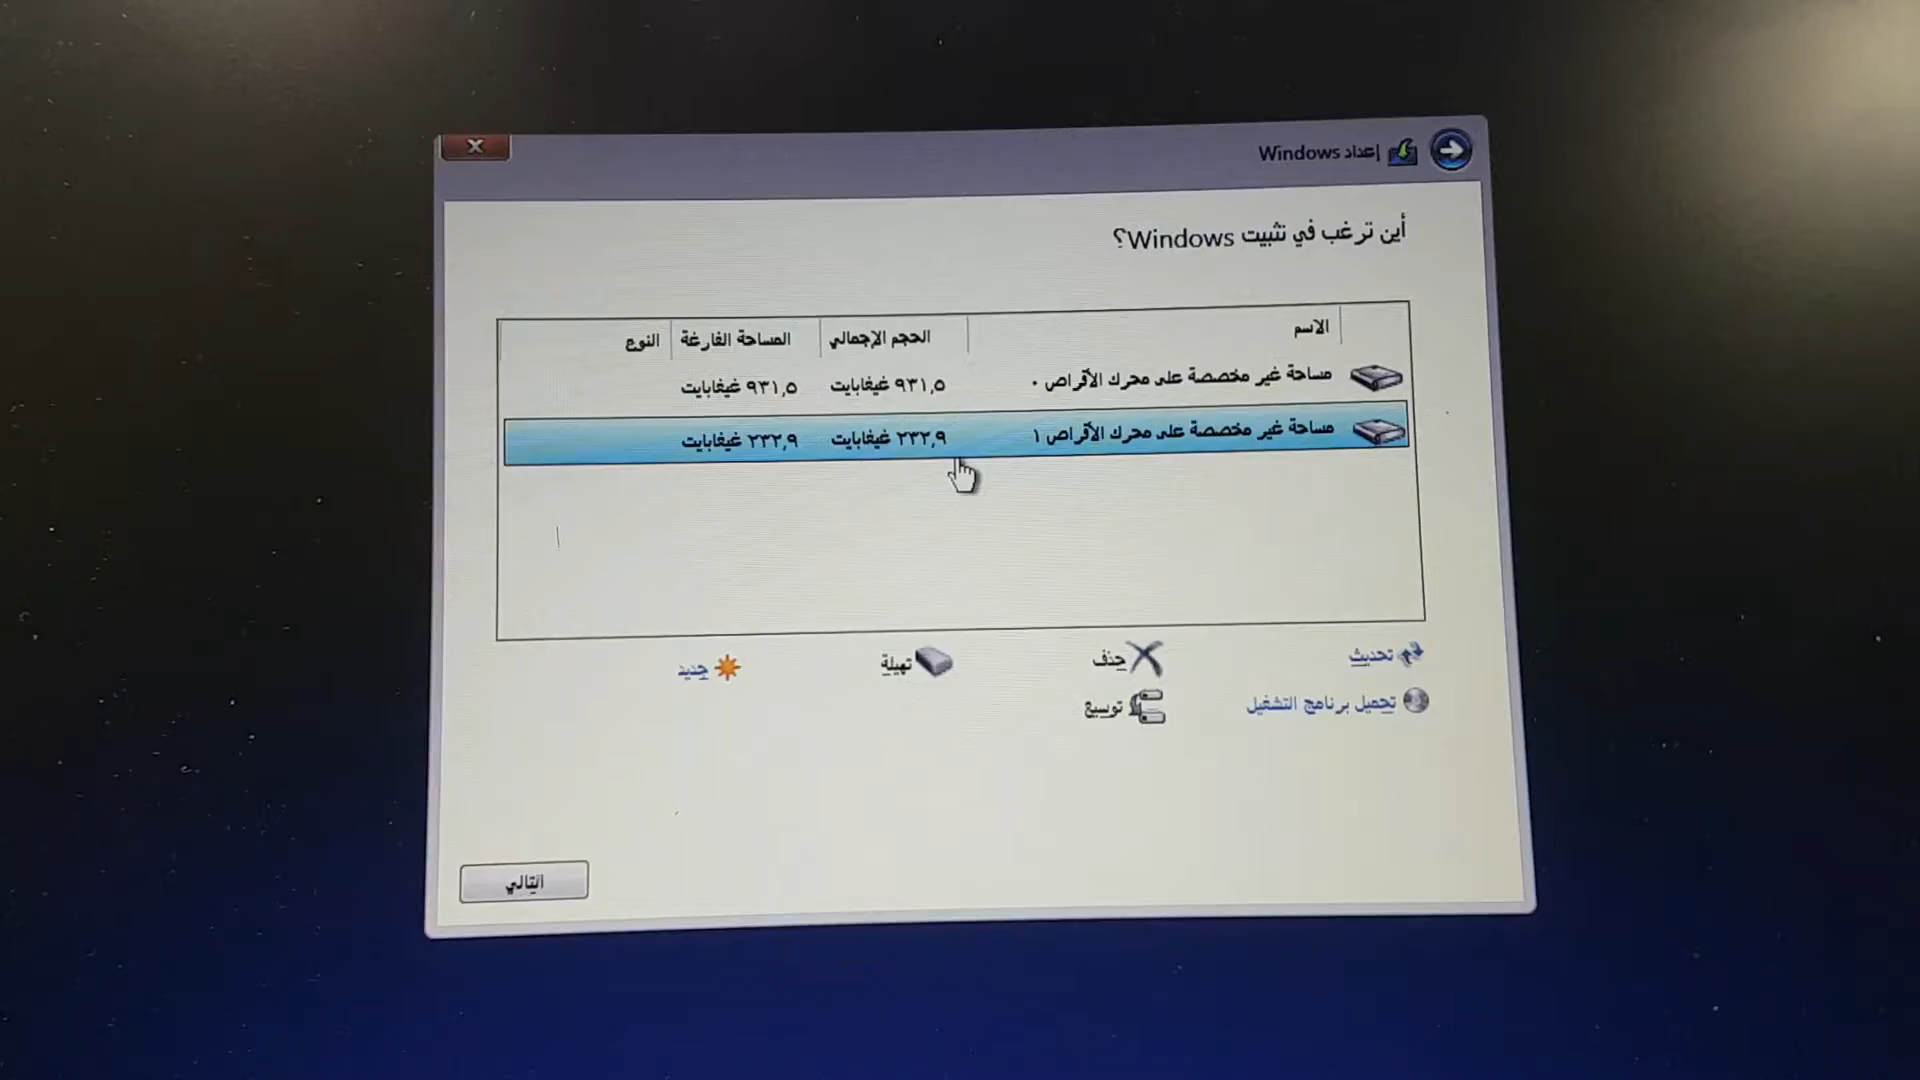 إعداد Windows
أين ترغب في تثبيت Windows؟
الاسم الحجم الإجمالي المساحة الفارغة النوع
مساحة غير مخصصة على محرك الأقراص ٠ ٩٣١,٥ غيغابايت ٩٣١,٥ غيغابايت
مساحة غير مخصصة على محرك الأقراص ١ ٢٣٢,٩ غيغابايت ٢٣٢,٩ غيغابايت
تحديث حذف تهيئة جديد
تحميل برنامج التشغيل توسيع
التالي